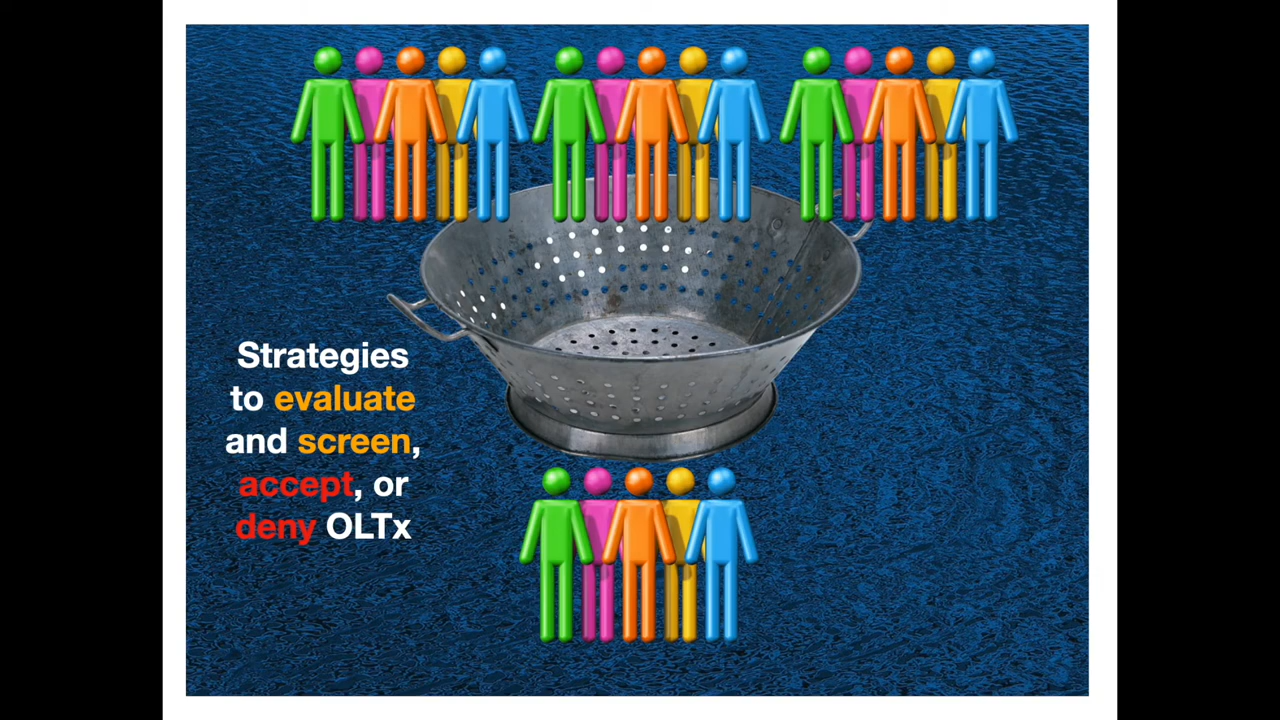 Strategies
to evaluate
and screen,
accept, or
deny OLTx